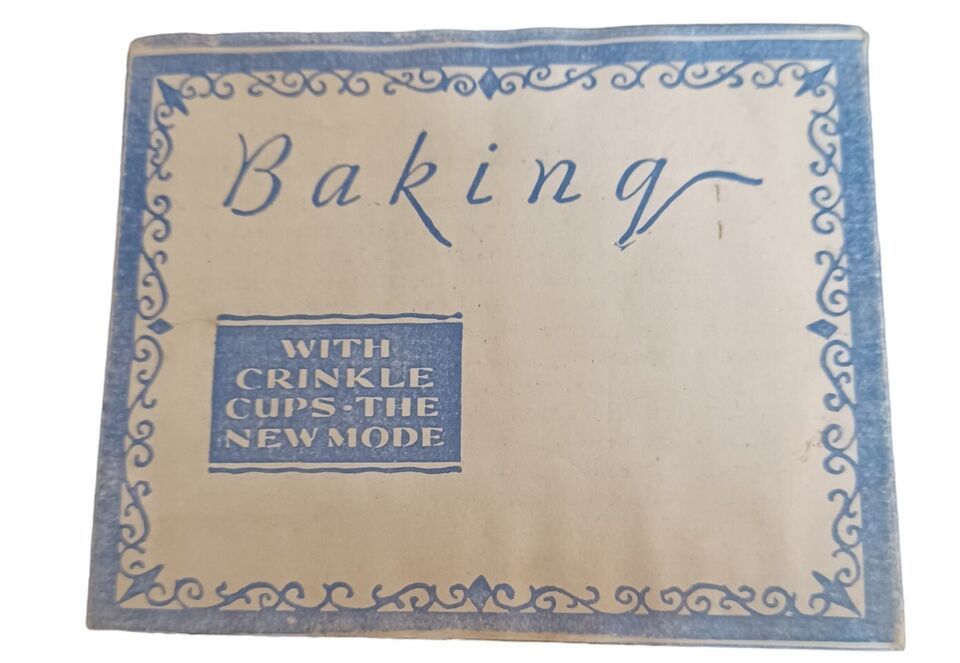 Baking
WITH
CRINKLE
CUPS·THE
NEW MODE